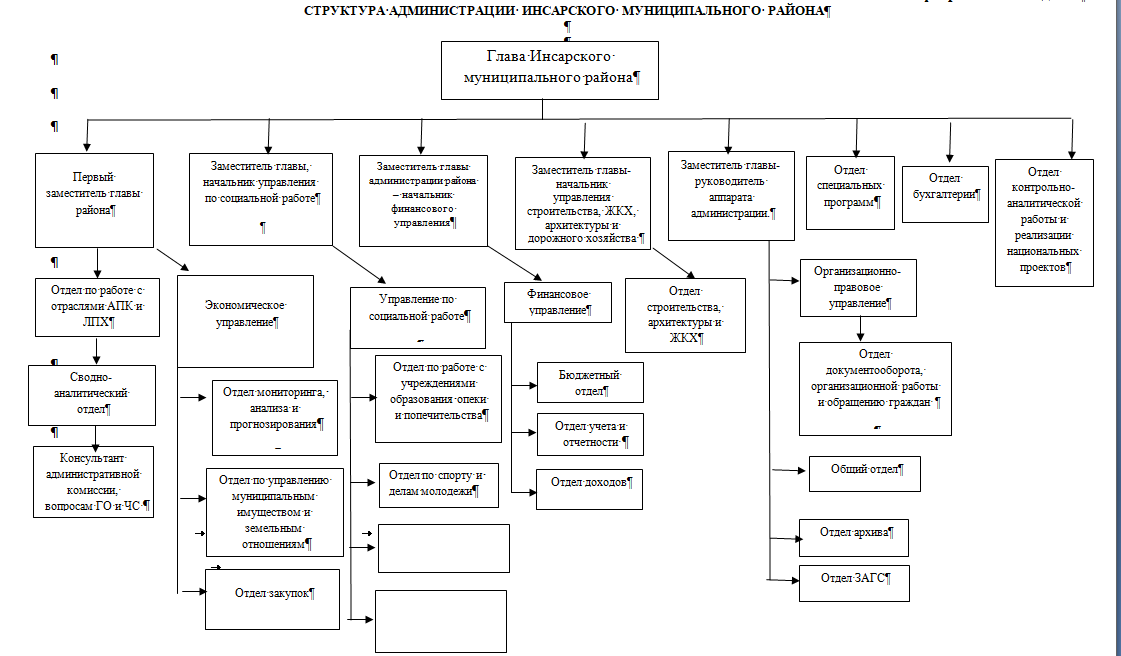 СТРУКТУРА АДМИНИСТРАЦИИ ИНСАРСКОГО МУНИЦИПАЛЬНОГО РАЙОНА
Глава Инсарского
муниципального района
Первый
заместитель главы
района
Заместитель главы,
начальник управления
по социальной работе
Заместитель главы
администрации района
– начальник
финансового
управления
Заместитель главы-
начальник
управления
строительства, ЖКХ,
архитектуры и
дорожного хозяйства
Заместитель главы-
руководитель
аппарата
администрации.
Отдел
специальных
программ
Отдел
бухгалтерии
Отдел
контрольно-
аналитической
работы и
реализации
национальных
проектов
Отдел по работе с
отраслями АПК и
ЛПХ
Сводно-
аналитический
отдел
Консультант
административной
комиссии,
вопросам ГО и ЧС
Экономическое
управление
Отдел мониторинга,
анализа и
прогнозирования
Отдел по управлению
муниципальным
имуществом и
земельным
отношениям
Отдел закупок
Управление по
социальной работе
Отдел по работе с
учреждениями
образования опеки
и попечительства
Отдел по спорту и
делам молодежи
Финансовое
управление
Бюджетный
отдел
Отдел учета и
отчетности
Отдел доходов
Отдел
строительства,
архитектуры и
ЖКХ
Организационно-
правовое
управление
Отдел
документооборота,
организационной работы
и обращению граждан
Общий отдел
Отдел архива
Отдел ЗАГС